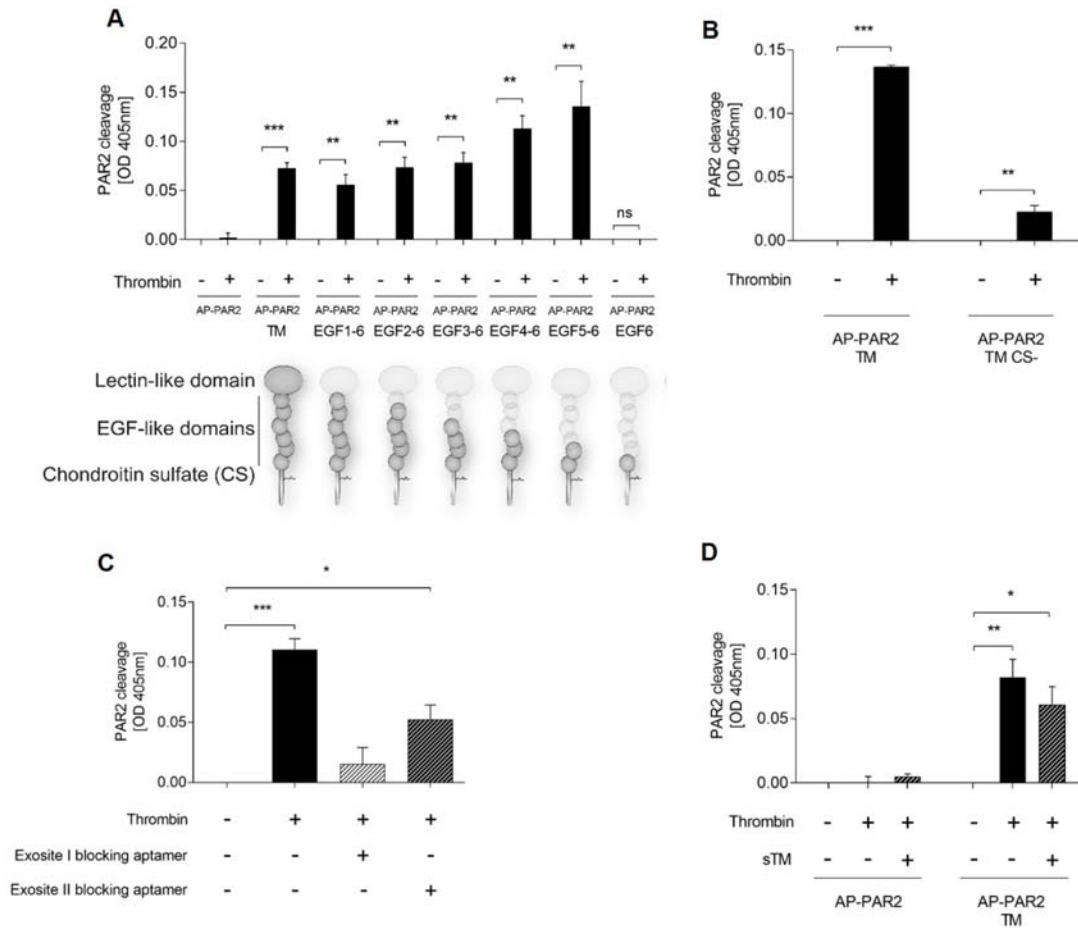 A
PAR2 cleavage
[OD 405nm]
0.20
0.15
0.10
0.05
0.00
*** ** ** ** ** ** ns
Thrombin - + - + - + - + - + - + - + - +
AP-PAR2 AP-PAR2 AP-PAR2 AP-PAR2 AP-PAR2 AP-PAR2 AP-PAR2 AP-PAR2
TM EGF1-6 EGF2-6 EGF3-6 EGF4-6 EGF5-6 EGF6
Lectin-like domain
EGF-like domains
Chondroitin sulfate (CS)
B
PAR2 cleavage
[OD 405nm]
0.15
0.10
0.05
0.00
*** **
Thrombin - + - +
AP-PAR2 AP-PAR2
TM TM CS-
C
PAR2 cleavage
[OD 405nm]
0.15
0.10
0.05
0.00
*
***
Thrombin - + + +
Exosite I blocking aptamer - - + -
Exosite II blocking aptamer - - - +
D
PAR2 cleavage
[OD 405nm]
0.15
0.10
0.05
0.00
*
**
Thrombin - + + - + +
sTM - - + - - +
AP-PAR2 AP-PAR2
TM